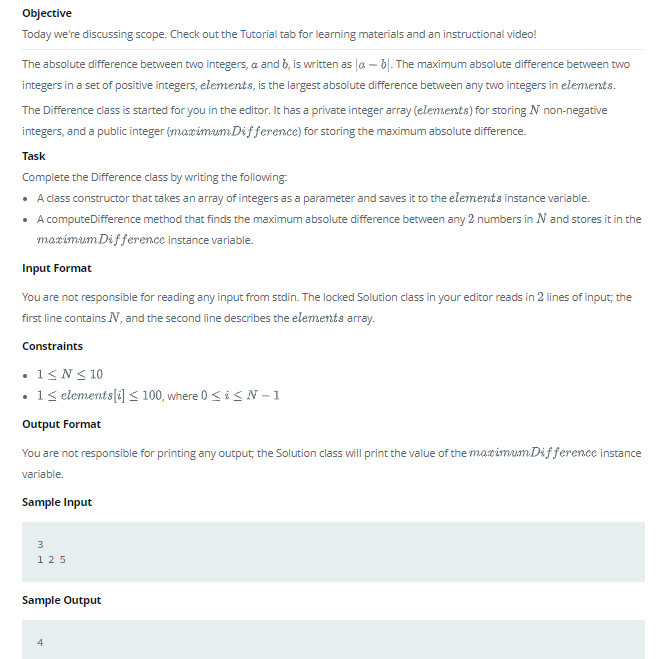 Objective
Today we're discussing scope. Check out the Tutorial tab for learning materials and an instructional video!
The absolute difference between two integers, a and b, is written as |a − b|. The maximum absolute difference between two
integers in a set of positive integers, elements, is the largest absolute difference between any two integers in elements.
The Difference class is started for you in the editor. It has a private integer array (elements) for storing N non-negative
integers, and a public integer (maximumDifference) for storing the maximum absolute difference.
Task
Complete the Difference class by writing the following:
• A class constructor that takes an array of integers as a parameter and saves it to the elements instance variable.
• A computeDifference method that finds the maximum absolute difference between any 2 numbers in N and stores it in the
maximumDifference instance variable.
Input Format
You are not responsible for reading any input from stdin. The locked Solution class in your editor reads in 2 lines of input; the
first line contains N, and the second line describes the elements array.
Constraints
• 1 ≤ N ≤ 10
• 1 ≤ elements[i] ≤ 100, where 0 ≤ i ≤ N − 1
Output Format
You are not responsible for printing any output; the Solution class will print the value of the maximumDifference instance
variable.
Sample Input
3
1 2 5
Sample Output
4